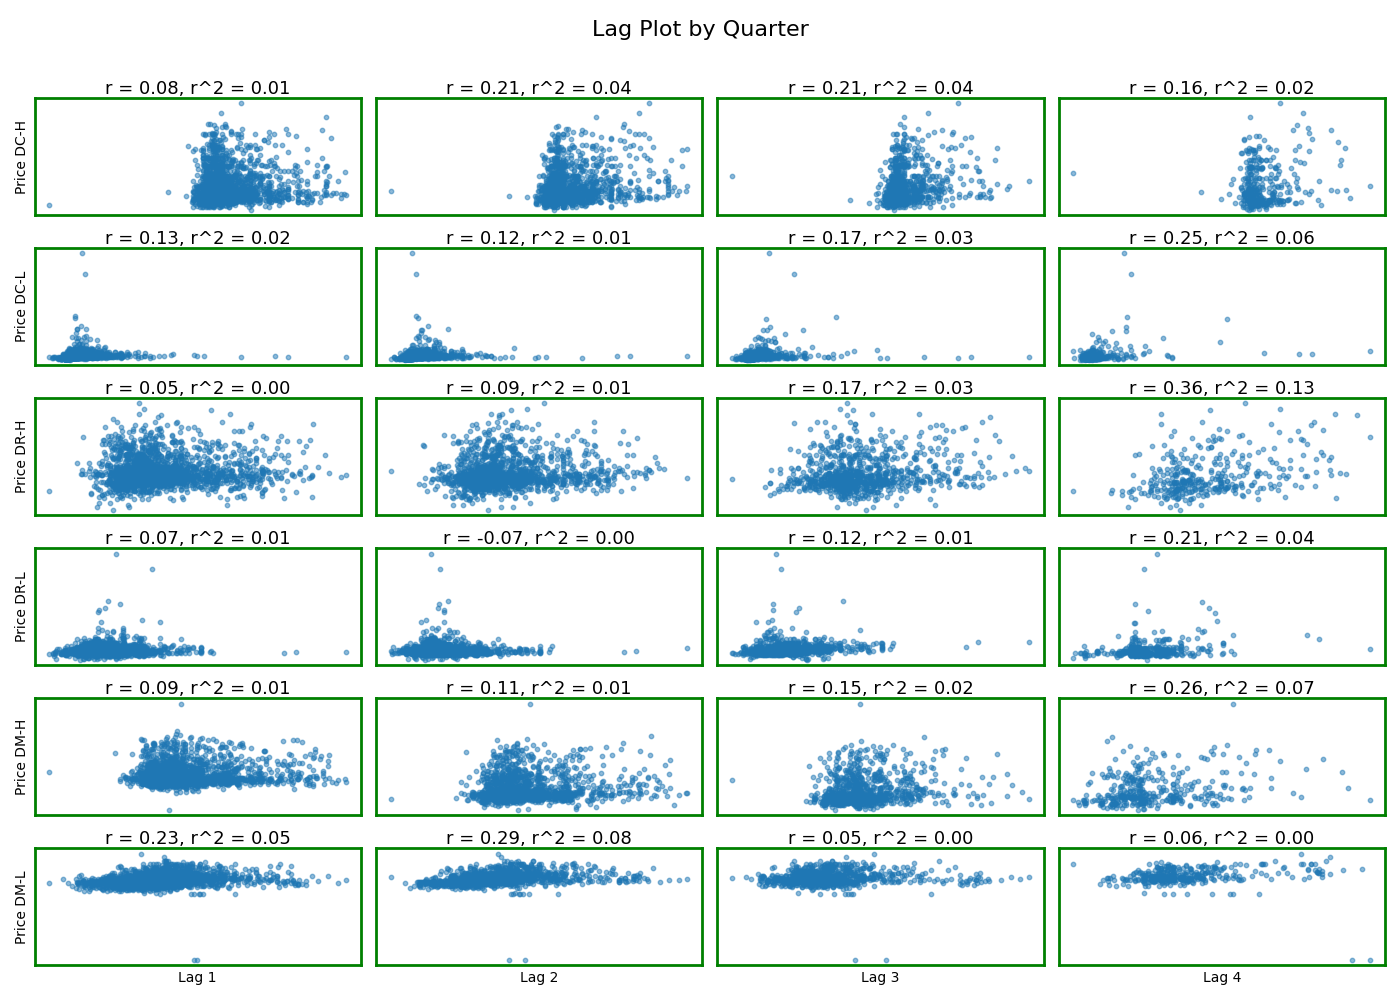 Lag Plot by Quarter
r = 0.08, r^2 = 0.01
r = 0.21, r^2 = 0.04
r = 0.21, r^2 = 0.04
r = 0.16, r^2 = 0.02
Price DC-H
r = 0.13, r^2 = 0.02
r = 0.12, r^2 = 0.01
r = 0.17, r^2 = 0.03
r = 0.25, r^2 = 0.06
Price DC-L
r = 0.05, r^2 = 0.00
r = 0.09, r^2 = 0.01
r = 0.17, r^2 = 0.03
r = 0.36, r^2 = 0.13
Price DR-H
r = 0.07, r^2 = 0.01
r = -0.07, r^2 = 0.00
r = 0.12, r^2 = 0.01
r = 0.21, r^2 = 0.04
Price DR-L
r = 0.09, r^2 = 0.01
r = 0.11, r^2 = 0.01
r = 0.15, r^2 = 0.02
r = 0.26, r^2 = 0.07
Price DM-H
r = 0.23, r^2 = 0.05
r = 0.29, r^2 = 0.08
r = 0.05, r^2 = 0.00
r = 0.06, r^2 = 0.00
Price DM-L
Lag 1
Lag 2
Lag 3
Lag 4